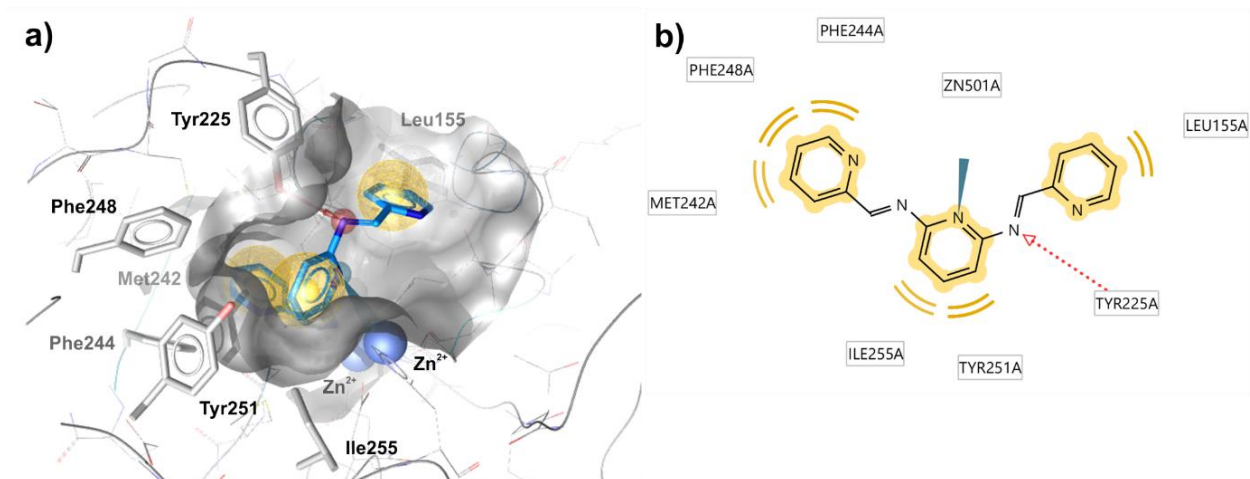 a)
Tyr225
Leu155
Phe248
Met242
Phe244
Tyr251
Zn2+
Zn2+
Ile255
b)
PHE244A
PHE248A
ZN501A
LEU155A
MET242A
N
N
N
N
N
TYR225A
ILE255A
TYR251A